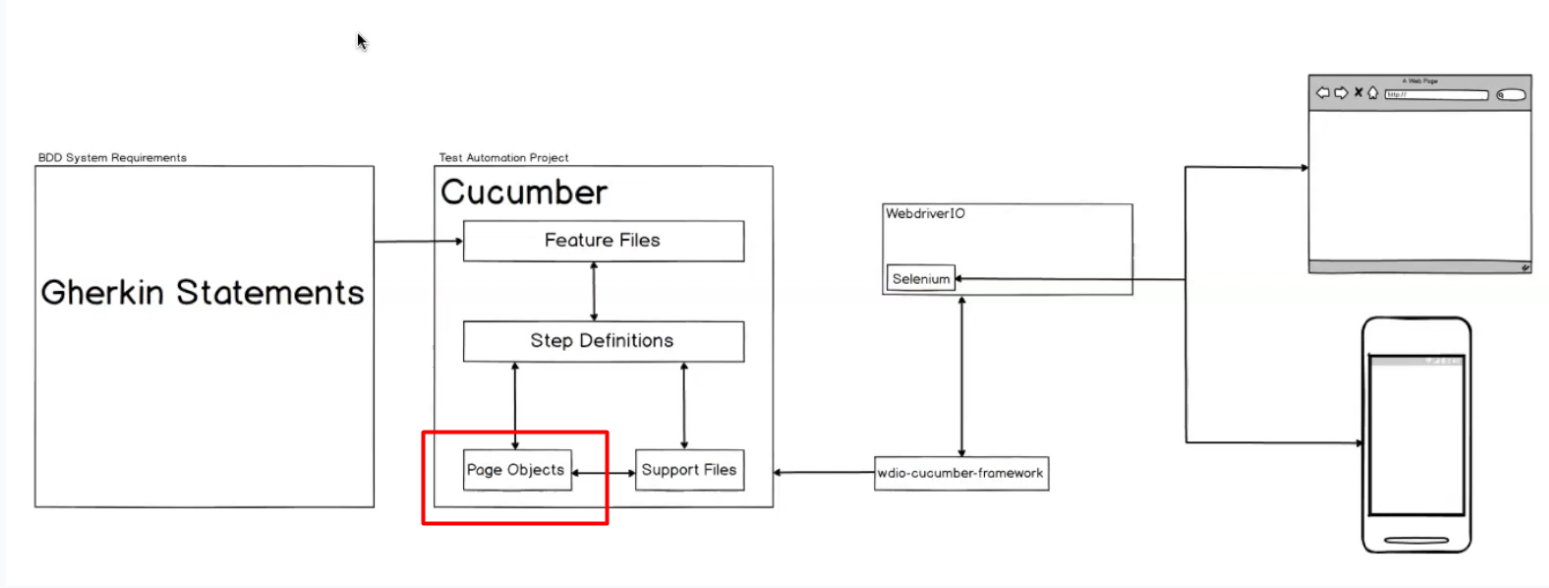 A Web Page
http://
BDD System Requirements
Test Automation Project
Cucumber
Feature Files
WebdriverIO
Selenium
Gherkin Statements
Step Definitions
Page Objects
Support Files
wdio-cucumber-framework